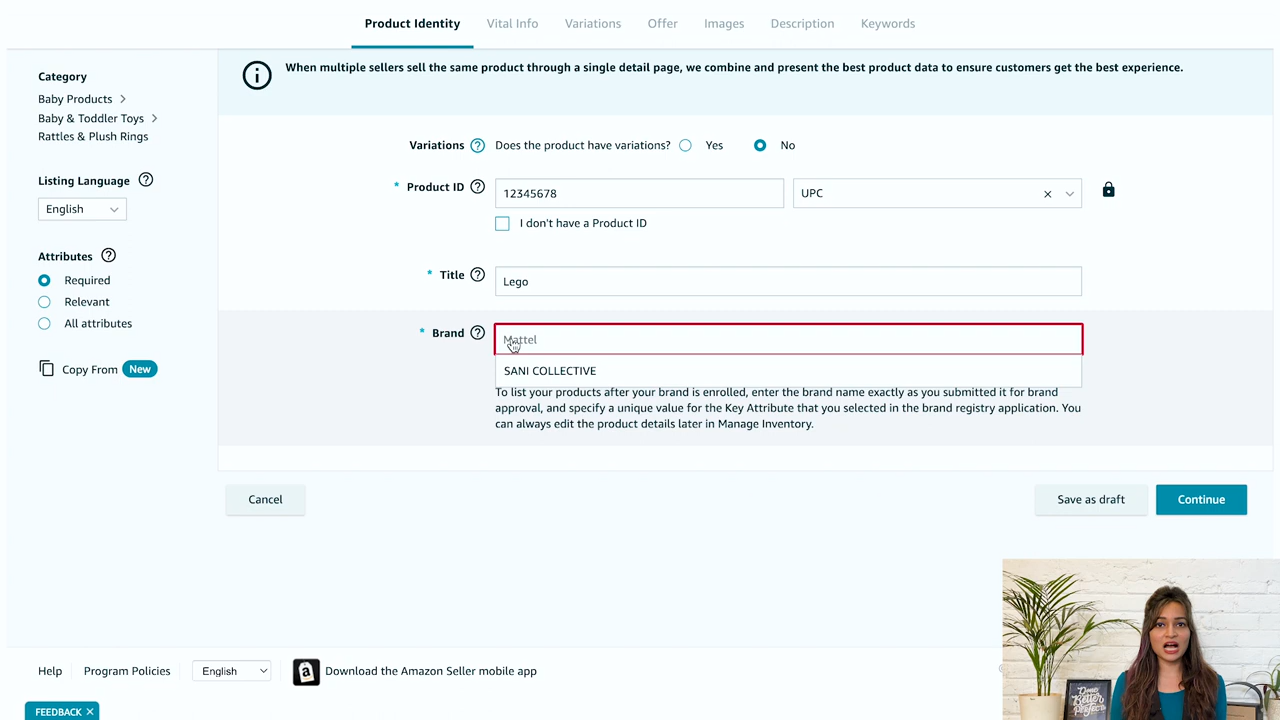 Product Identity
Vital Info
Variations
Offer
Images
Description
Keywords
When multiple sellers sell the same product through a single detail page, we combine and present the best product data to ensure customers get the best experience.
Category
Baby Products
Baby & Toddler Toys
Rattles & Plush Rings
Listing Language
English
Attributes
Required
Relevant
All attributes
Copy From New
Variations Does the product have variations? Yes No
* Product ID 12345678 UPC
I don't have a Product ID
* Title Lego
* Brand Mattel
SANI COLLECTIVE
To list your products after your brand is enrolled, enter the brand name exactly as you submitted it for brand
approval, and specify a unique value for the Key Attribute that you selected in the brand registry application. You
can always edit the product details later in Manage Inventory.
Cancel
Save as draft
Continue
Help
Program Policies
English
Download the Amazon Seller mobile app
FEEDBACK